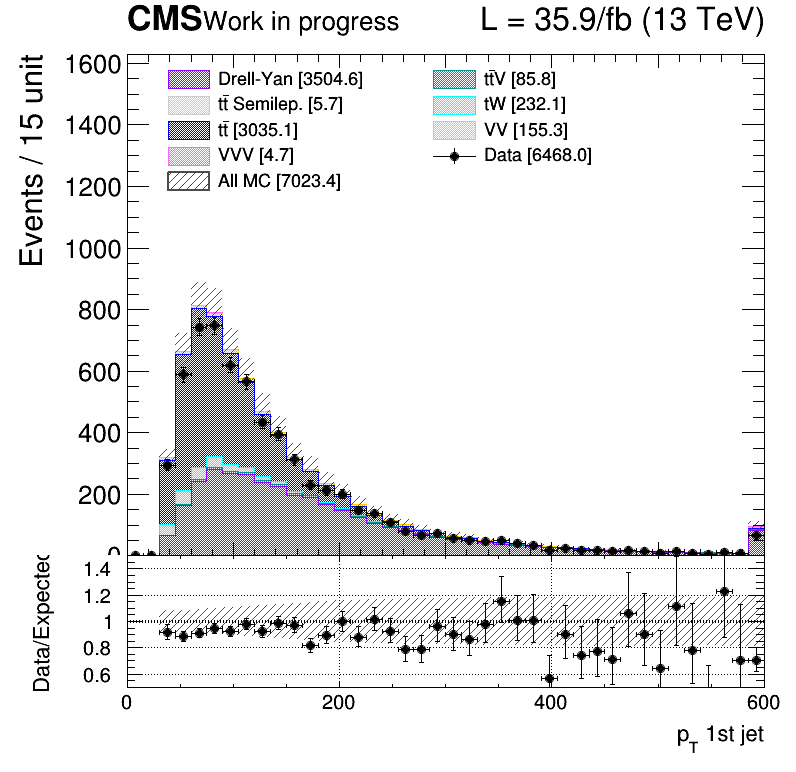 CMS Work in progress L = 35.9/fb (13 TeV)
Events / 15 unit
1600
1400
1200
1000
800
600
400
200
0
Drell-Yan [3504.6]
tt̄ Semilep. [5.7]
tt̄ [3035.1]
VVV [4.7]
All MC [7023.4]
tt̄V [85.8]
tW [232.1]
VV [155.3]
Data [6468.0]
Data/Expected
1.4
1.2
1
0.8
0.6
0 200 400 600
p_T 1st jet